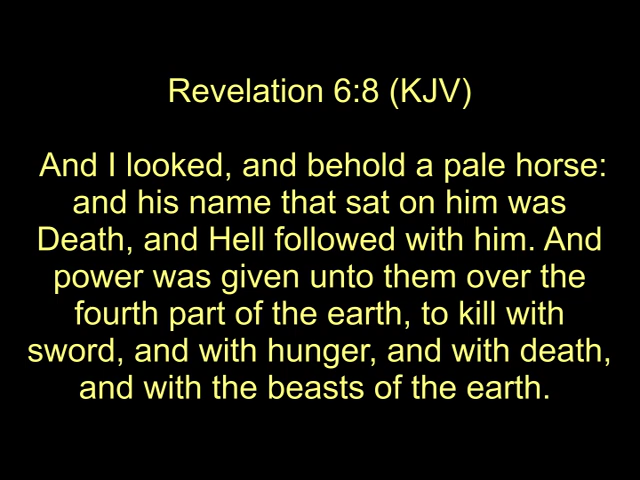 Revelation 6:8 (KJV)
And I looked, and behold a pale horse:
and his name that sat on him was
Death, and Hell followed with him. And
power was given unto them over the
fourth part of the earth, to kill with
sword, and with hunger, and with death,
and with the beasts of the earth.